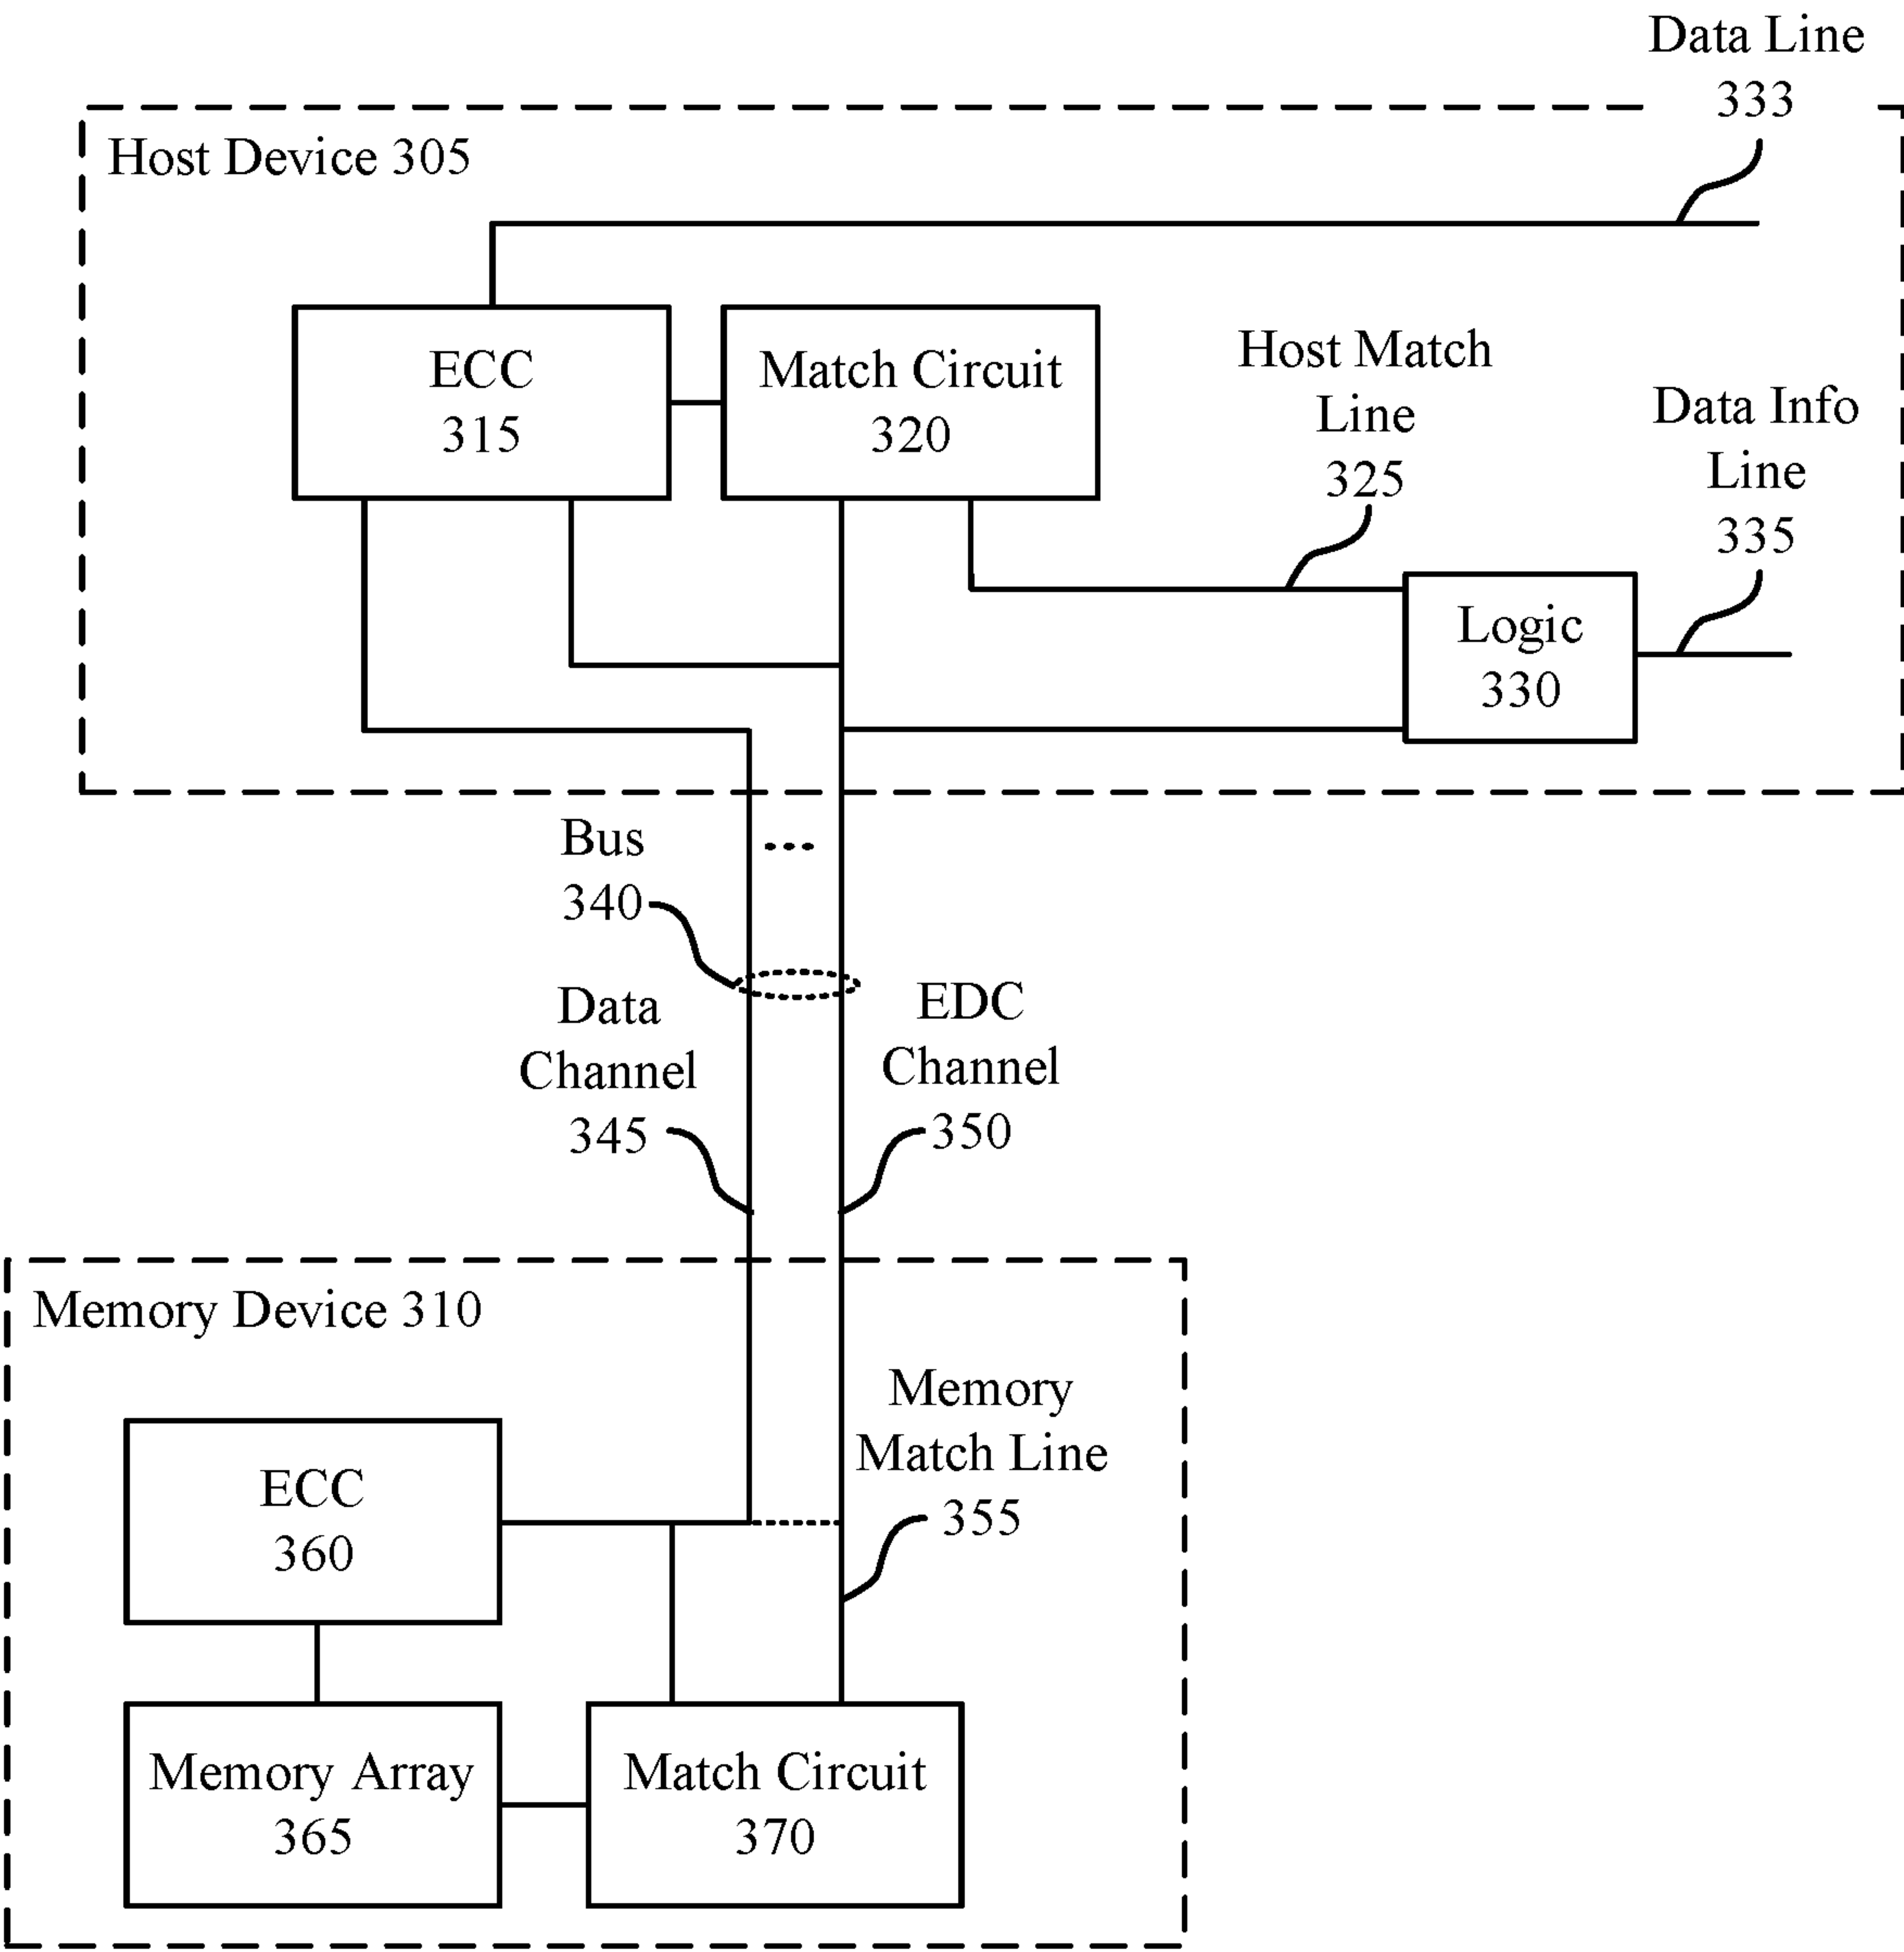 Data Line
333
Host Device 305
ECC
315
Match Circuit
320
Host Match
Line
325
Data Info
Line
335
Logic
330
Bus
340
Data
Channel
345
EDC
Channel
350
Memory Device 310
Memory
Match Line
355
ECC
360
Memory Array
365
Match Circuit
370